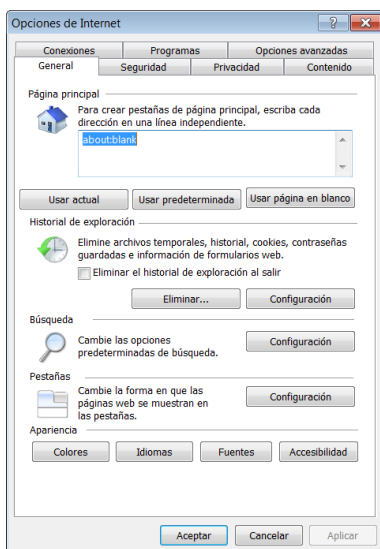 Opciones de Internet
Conexiones Programas Opciones avanzadas
General Seguridad Privacidad Contenido
Página principal
Para crear pestañas de página principal, escriba cada
dirección en una línea independiente.
about:blank
Usar actual Usar predeterminada Usar página en blanco
Historial de exploración
Elimine archivos temporales, historial, cookies, contraseñas
guardadas e información de formularios web.
Eliminar el historial de exploración al salir
Eliminar... Configuración
Búsqueda
Cambie las opciones
predeterminadas de búsqueda.
Configuración
Pestañas
Cambie la forma en que las
páginas web se muestran en
las pestañas.
Configuración
Apariencia
Colores Idiomas Fuentes Accesibilidad
Aceptar Cancelar Aplicar